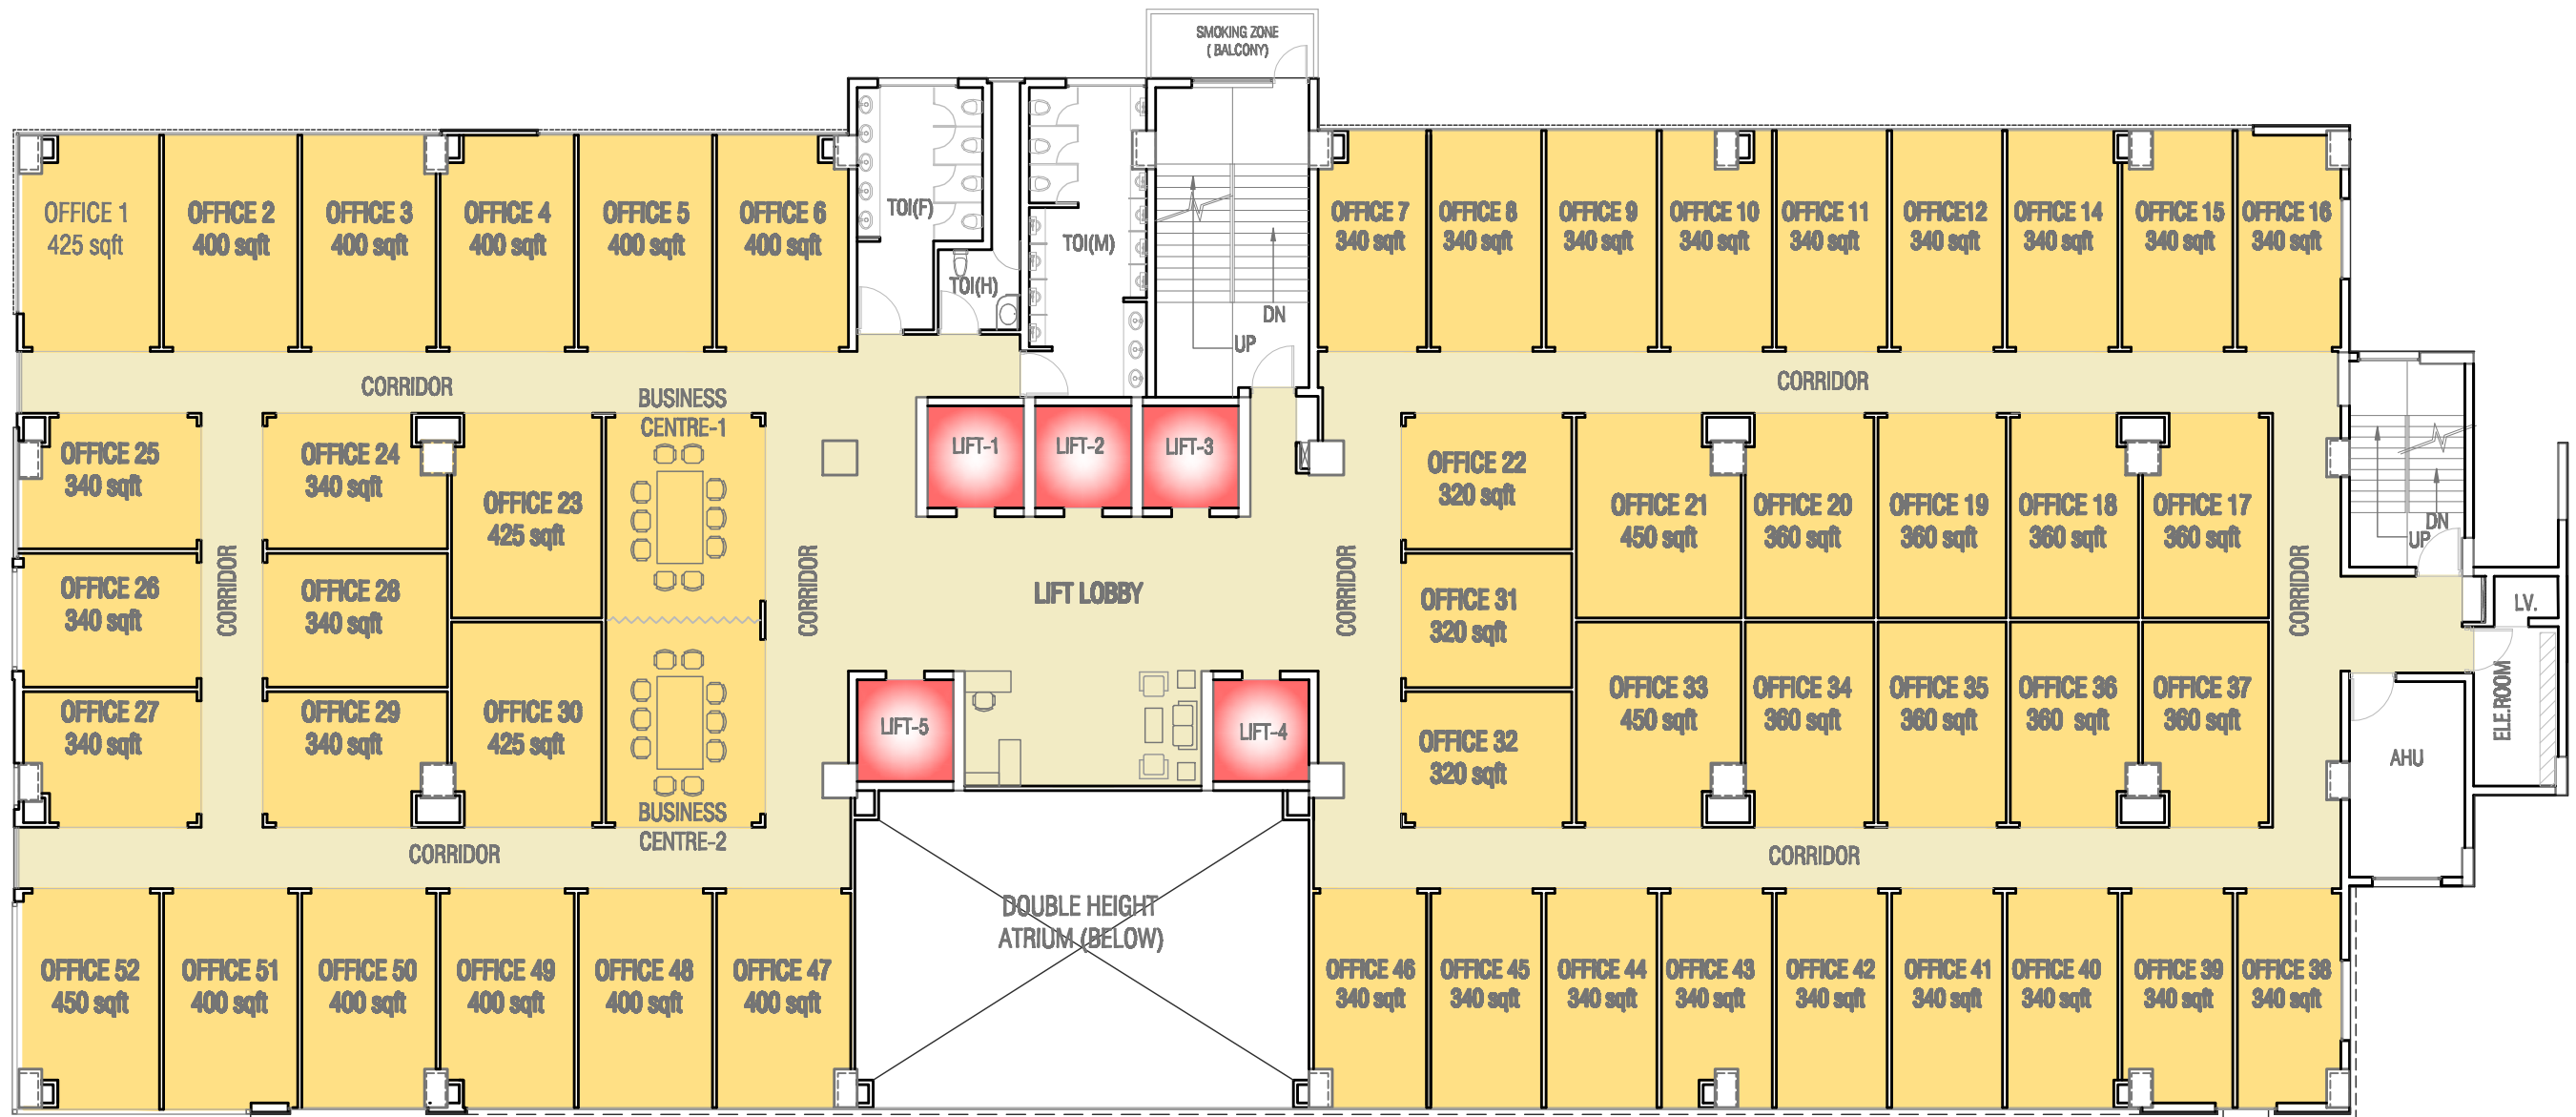 SMOKING ZONE
( BALCONY)
OFFICE 1
425 sqft
OFFICE 2
400 sqft
OFFICE 3
400 sqft
OFFICE 4
400 sqft
OFFICE 5
400 sqft
OFFICE 6
400 sqft
TOI(F)
TOI(H)
TOI(M)
DN
UP
OFFICE 7
340 sqft
OFFICE 8
340 sqft
OFFICE 9
340 sqft
OFFICE 10
340 sqft
OFFICE 11
340 sqft
OFFICE12
340 sqft
OFFICE 14
340 sqft
OFFICE 15
340 sqft
OFFICE 16
340 sqft
CORRIDOR
BUSINESS
CENTRE-1
CORRIDOR
OFFICE 25
340 sqft
OFFICE 24
340 sqft
OFFICE 23
425 sqft
LIFT-1
LIFT-2
LIFT-3
OFFICE 22
320 sqft
OFFICE 21
450 sqft
OFFICE 20
360 sqft
OFFICE 19
360 sqft
OFFICE 18
360 sqft
OFFICE 17
360 sqft
DN
UP
OFFICE 26
340 sqft
CORRIDOR
OFFICE 28
340 sqft
CORRIDOR
LIFT LOBBY
CORRIDOR
OFFICE 31
320 sqft
CORRIDOR
LV.
OFFICE 27
340 sqft
OFFICE 29
340 sqft
OFFICE 30
425 sqft
LIFT-5
LIFT-4
OFFICE 32
320 sqft
OFFICE 33
450 sqft
OFFICE 34
360 sqft
OFFICE 35
360 sqft
OFFICE 36
360 sqft
OFFICE 37
360 sqft
ELE.ROOM
AHU
BUSINESS
CENTRE-2
CORRIDOR
CORRIDOR
DOUBLE HEIGHT
ATRIUM (BELOW)
OFFICE 52
450 sqft
OFFICE 51
400 sqft
OFFICE 50
400 sqft
OFFICE 49
400 sqft
OFFICE 48
400 sqft
OFFICE 47
400 sqft
OFFICE 46
340 sqft
OFFICE 45
340 sqft
OFFICE 44
340 sqft
OFFICE 43
340 sqft
OFFICE 42
340 sqft
OFFICE 41
340 sqft
OFFICE 40
340 sqft
OFFICE 39
340 sqft
OFFICE 38
340 sqft